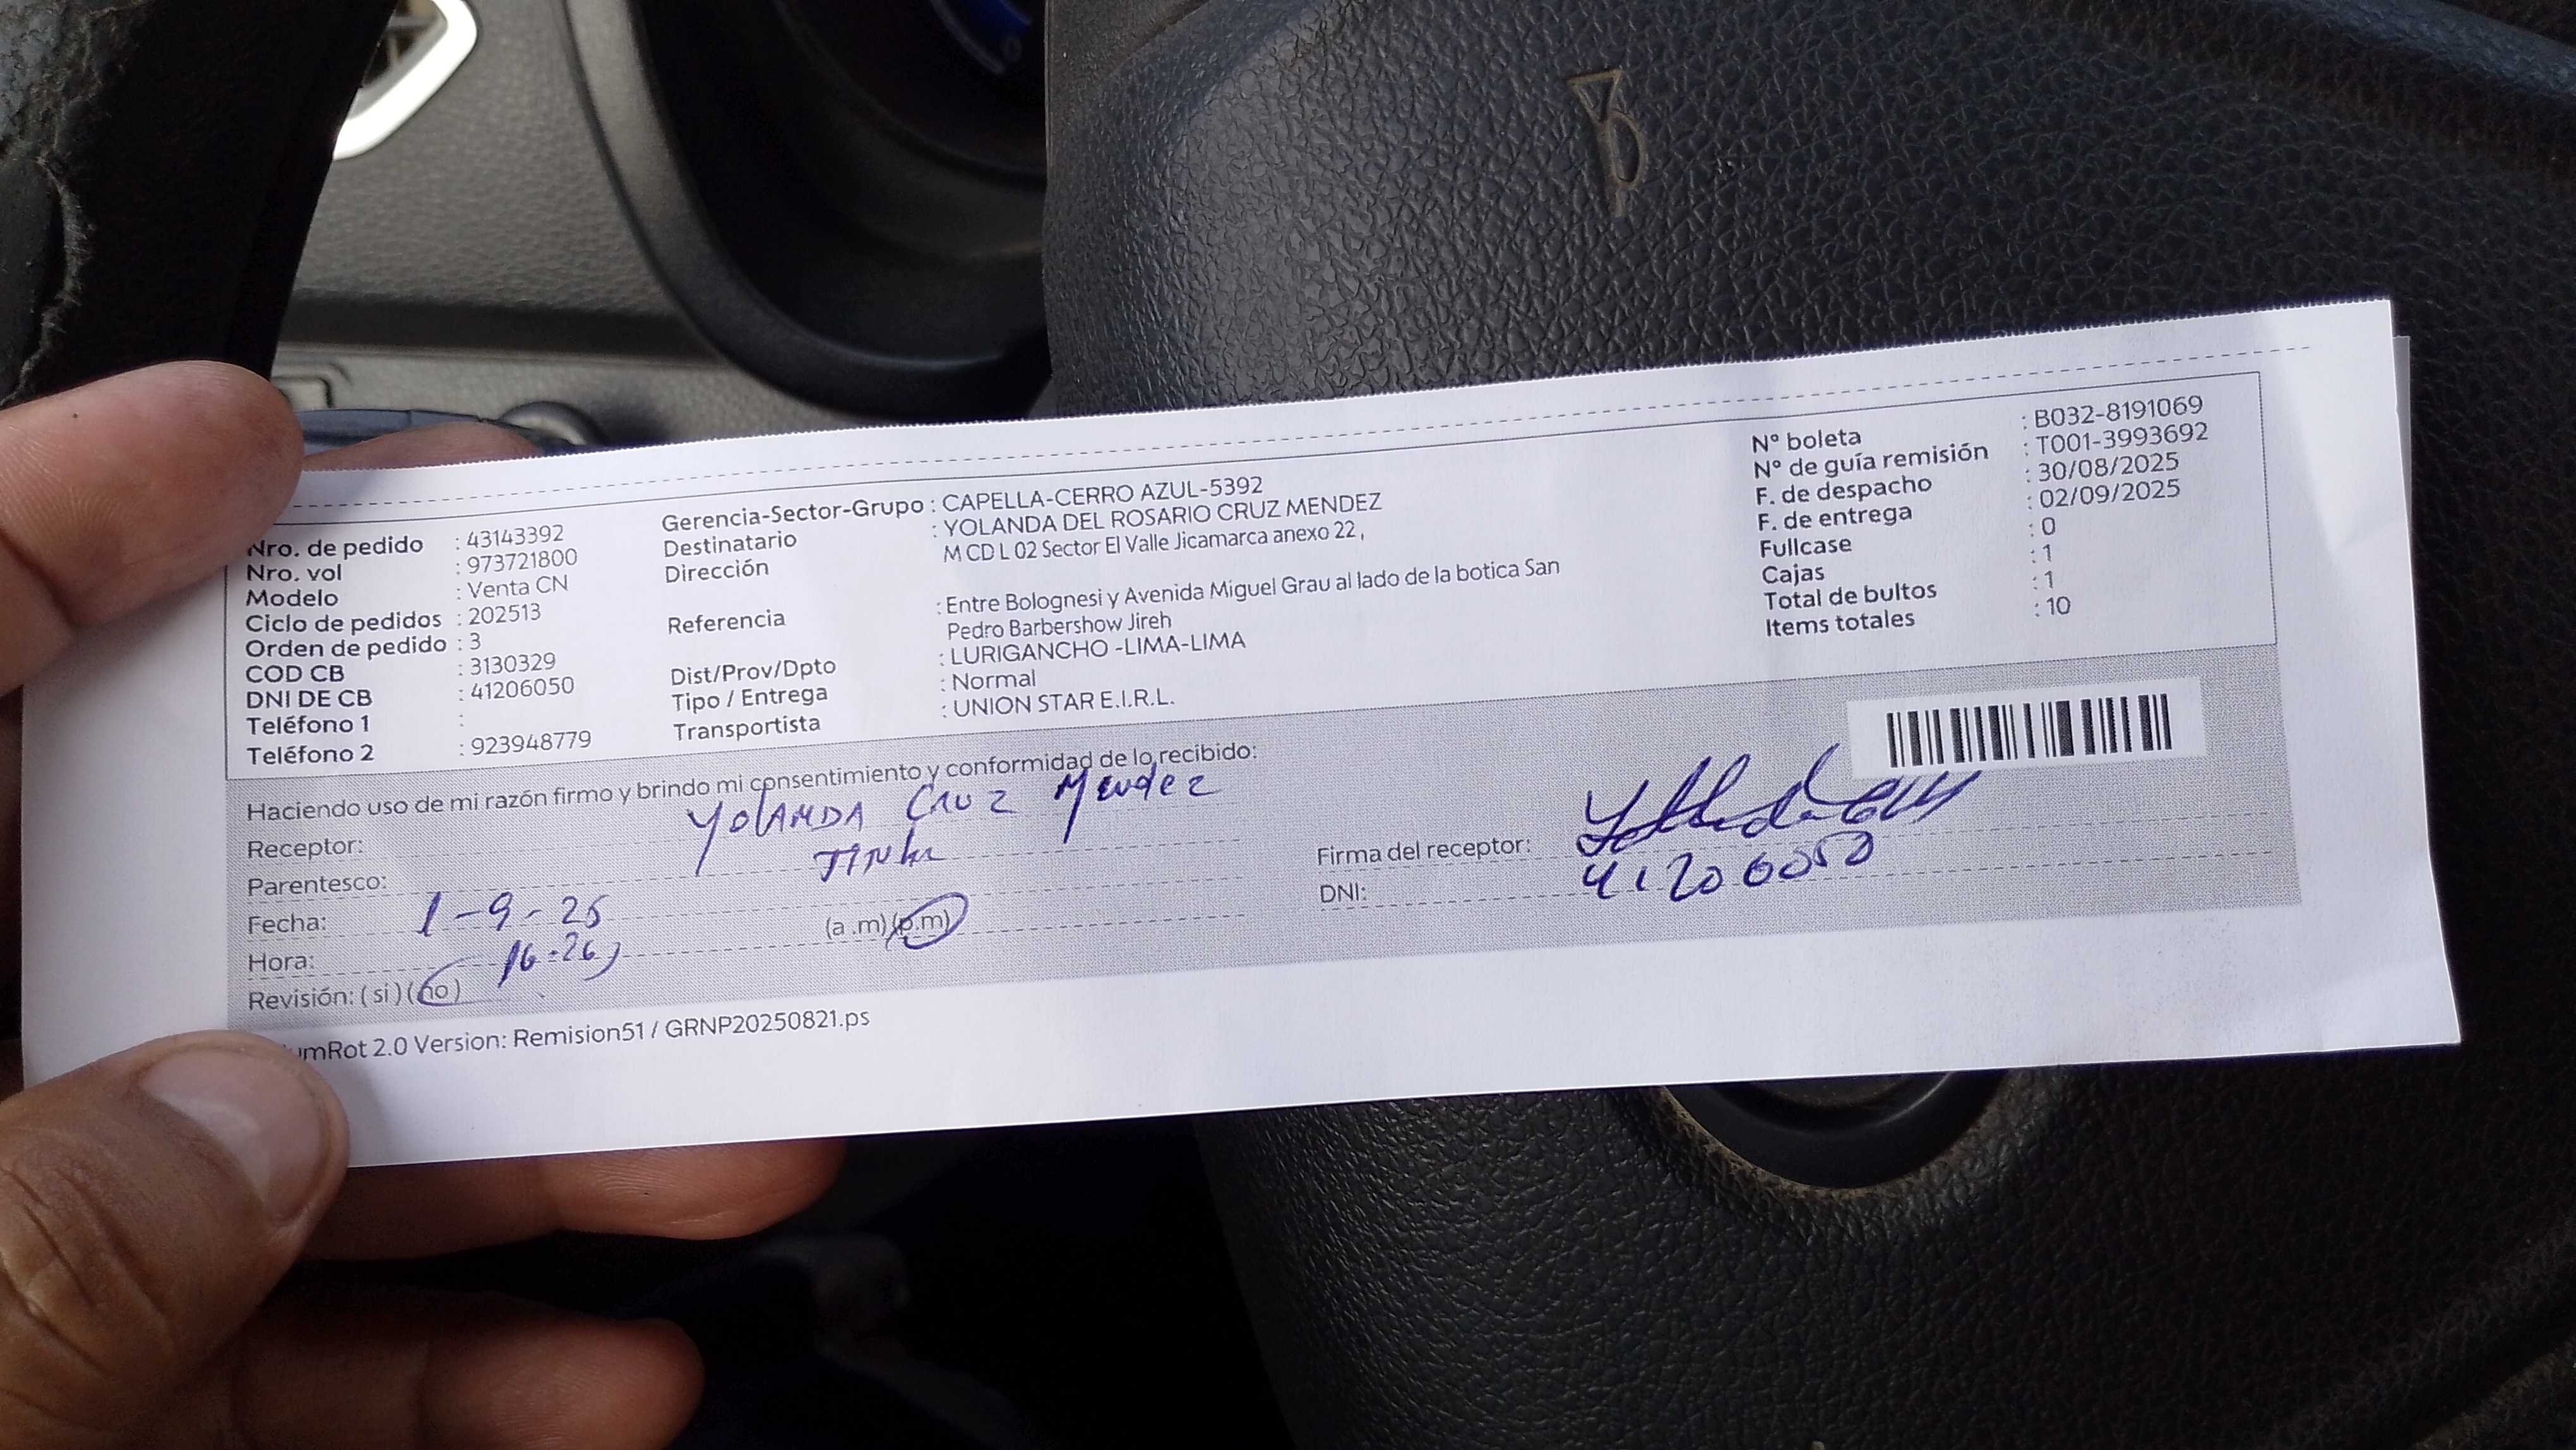 Nro. de pedido : 43143392
Nro. vol : 973721800
Modelo : Venta CN
Ciclo de pedidos : 202513
Orden de pedido : 3
COD CB : 3130329
DNI DE CB : 41206050
Teléfono 1 :
Teléfono 2 : 923948779
Gerencia-Sector-Grupo : CAPELLA-CERRO AZUL-5392
Destinatario : YOLANDA DEL ROSARIO CRUZ MENDEZ
Dirección M CD L 02 Sector El Valle Jicamarca anexo 22 ,
Referencia : Entre Bolognesi y Avenida Miguel Grau al lado de la botica San
Pedro Barbershow Jireh
Dist/Prov/Dpto : LURIGANCHO -LIMA-LIMA
Tipo / Entrega : Normal
Transportista : UNION STAR E.I.R.L.
N° boleta : B032-8191069
N° de guía remisión : T001-3993692
F. de despacho : 30/08/2025
F. de entrega : 02/09/2025
Fullcase : 0
Cajas : 1
Total de bultos : 1
Items totales : 10
Haciendo uso de mi razón firmo y brindo mi consentimiento y conformidad de lo recibido:
Receptor: YOLANDA CRUZ Mendez
Parentesco:
Fecha: 1-9-25
Hora: 16:26 (a .m) (p.m)
Revisión: ( si ) ( no )
Firma del receptor:
DNI: 41206050
umRot 2.0 Version: Remision51 / GRNP20250821.ps